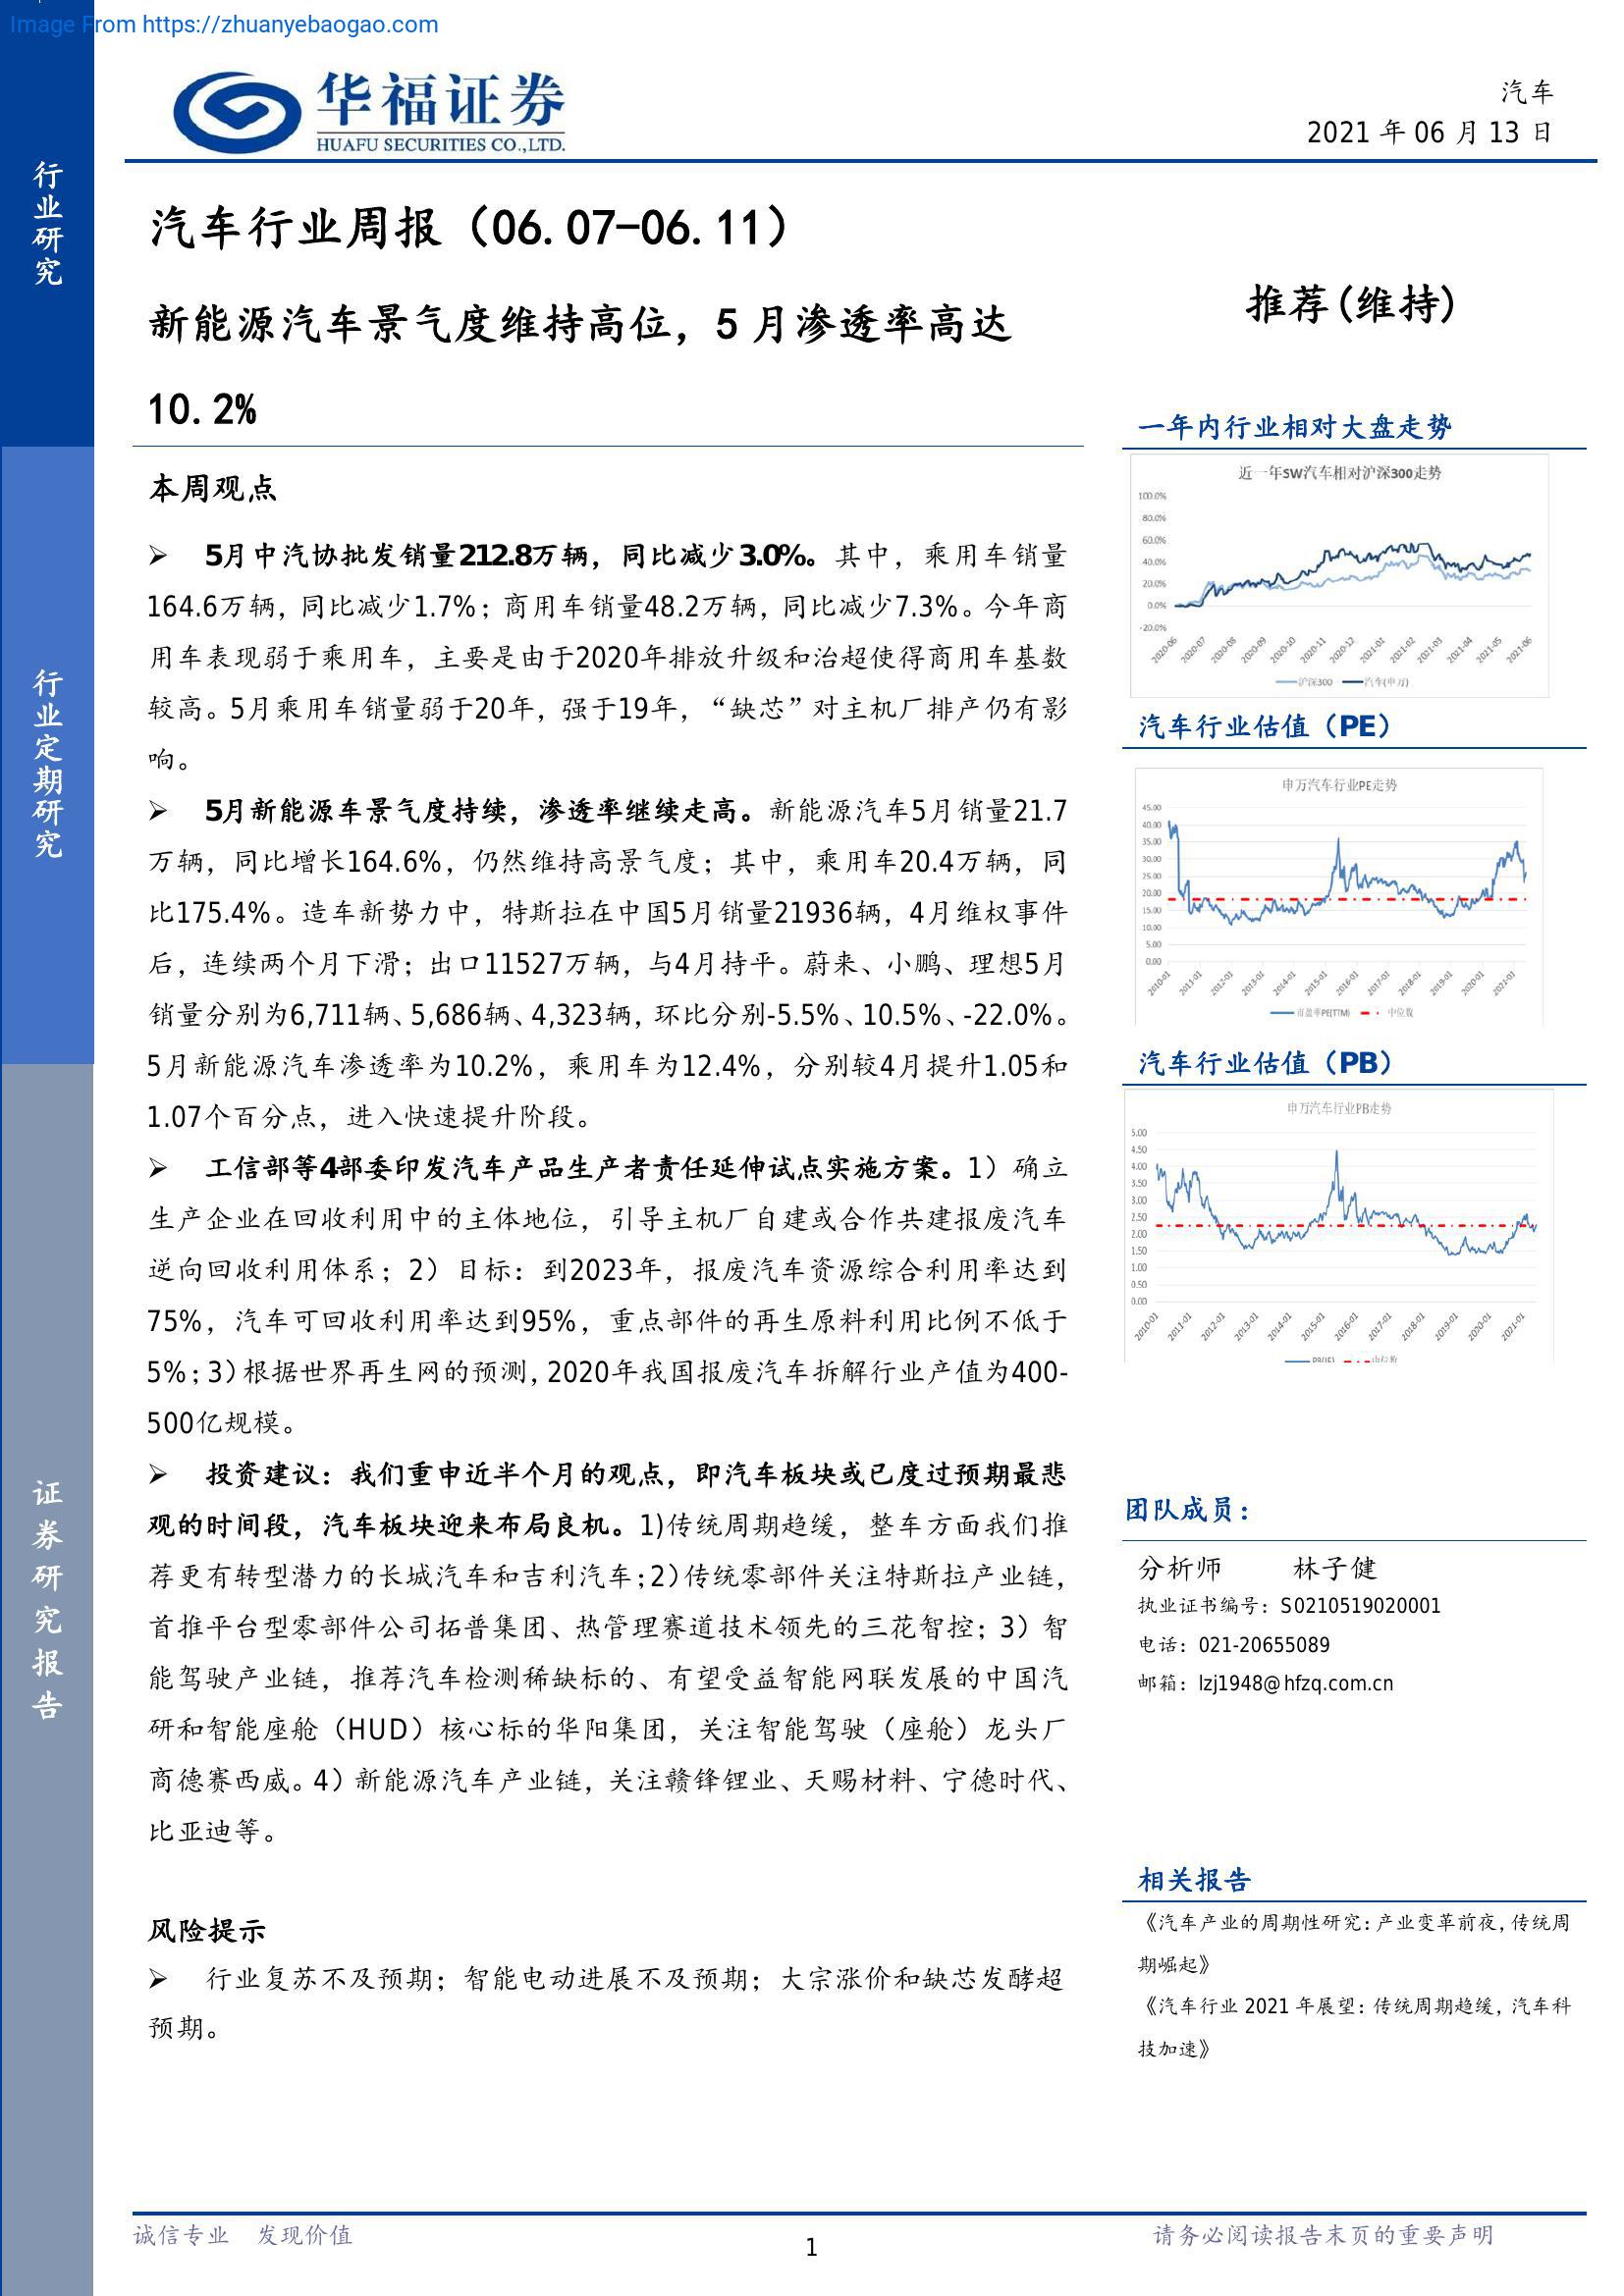 Image From https://zhuanyebaogao.com
华福证券
HUAFU SECURITIES CO.,LTD.
汽车
2021 年 06 月 13 日
行业研究
行业定期研究
证券研究报告
汽车行业周报（06.07-06.11）
新能源汽车景气度维持高位，5 月渗透率高达
10.2%
推荐(维持)
本周观点
➢ 5月中汽协批发销量212.8万辆，同比减少3.0%。其中，乘用车销量
164.6万辆，同比减少1.7%；商用车销量48.2万辆，同比减少7.3%。今年商
用车表现弱于乘用车，主要是由于2020年排放升级和治超使得商用车基数
较高。5月乘用车销量弱于20年，强于19年，“缺芯”对主机厂排产仍有影
响。
➢ 5月新能源车景气度持续，渗透率继续走高。新能源汽车5月销量21.7
万辆，同比增长164.6%，仍然维持高景气度；其中，乘用车20.4万辆，同
比175.4%。造车新势力中，特斯拉在中国5月销量21936辆，4月维权事件
后，连续两个月下滑；出口11527万辆，与4月持平。蔚来、小鹏、理想5月
销量分别为6,711辆、5,686辆、4,323辆，环比分别-5.5%、10.5%、-22.0%。
5月新能源汽车渗透率为10.2%，乘用车为12.4%，分别较4月提升1.05和
1.07个百分点，进入快速提升阶段。
➢ 工信部等4部委印发汽车产品生产者责任延伸试点实施方案。1）确立
生产企业在回收利用中的主体地位，引导主机厂自建或合作共建报废汽车
逆向回收利用体系；2）目标：到2023年，报废汽车资源综合利用率达到
75%，汽车可回收利用率达到95%，重点部件的再生原料利用比例不低于
5%；3）根据世界再生网的预测，2020年我国报废汽车拆解行业产值为400-
500亿规模。
➢ 投资建议：我们重申近半个月的观点，即汽车板块或已度过预期最悲
观的时间段，汽车板块迎来布局良机。1)传统周期趋缓，整车方面我们推
荐更有转型潜力的长城汽车和吉利汽车；2）传统零部件关注特斯拉产业链，
首推平台型零部件公司拓普集团、热管理赛道技术领先的三花智控；3）智
能驾驶产业链，推荐汽车检测稀缺标的、有望受益智能网联发展的中国汽
研和智能座舱（HUD）核心标的华阳集团，关注智能驾驶（座舱）龙头厂
商德赛西威。4）新能源汽车产业链，关注赣锋锂业、天赐材料、宁德时代、
比亚迪等。
风险提示
➢ 行业复苏不及预期；智能电动进展不及预期；大宗涨价和缺芯发酵超
预期。
一年内行业相对大盘走势
近一年SW汽车相对沪深300走势
100.0%
80.0%
60.0%
40.0%
20.0%
0.0%
-20.0%
2020-06 2020-07 2020-08 2020-09 2020-10 2020-11 2020-12 2021-01 2021-02 2021-03 2021-04 2021-05 2021-06
沪深300 汽车(申万)
汽车行业估值（PE）
申万汽车行业PE走势
45.00
40.00
35.00
30.00
25.00
20.00
15.00
10.00
5.00
0.00
2010-01 2011-01 2012-01 2013-01 2014-01 2015-01 2016-01 2017-01 2018-01 2019-01 2020-01 2021-01
市盈率PE(TTM) 中位数
汽车行业估值（PB）
申万汽车行业PB走势
5.00
4.50
4.00
3.50
3.00
2.50
2.00
1.50
1.00
0.50
0.00
2010-01 2011-01 2012-01 2013-01 2014-01 2015-01 2016-01 2017-01 2018-01 2019-01 2020-01 2021-01
中位数
团队成员：
分析师 林子健
执业证书编号：S0210519020001
电话：021-20655089
邮箱：lzj1948@hfzq.com.cn
相关报告
《汽车产业的周期性研究：产业变革前夜，传统周
期崛起》
《汽车行业 2021 年展望：传统周期趋缓，汽车科
技加速》
诚信专业 发现价值
1
请务必阅读报告末页的重要声明